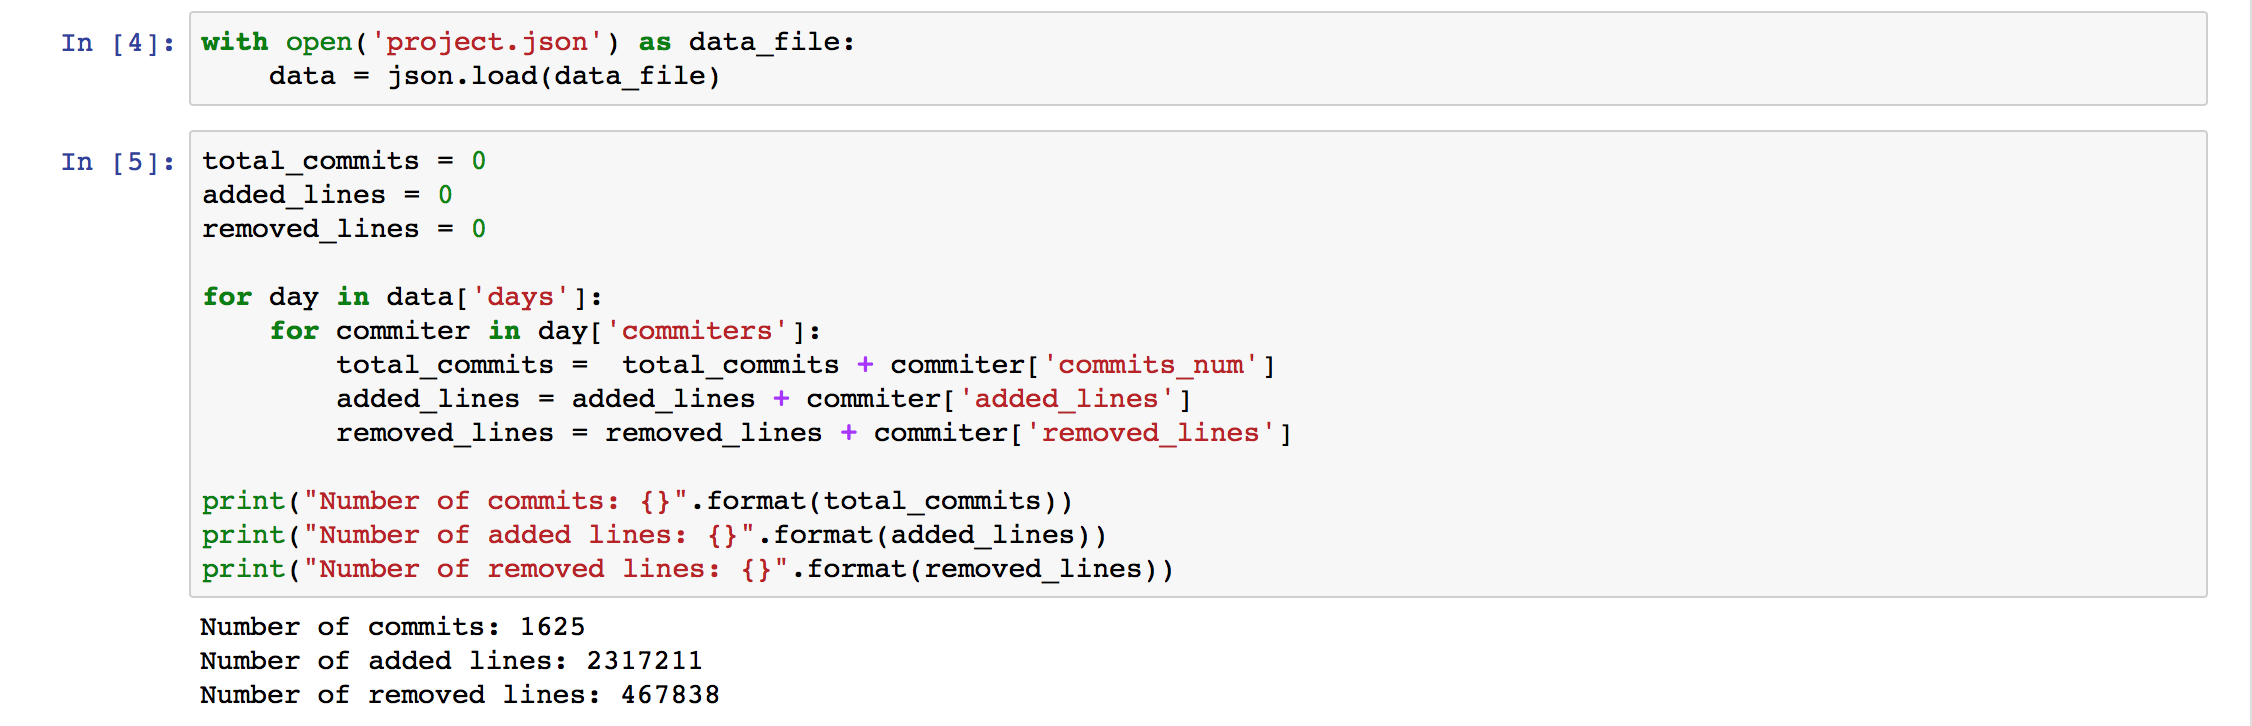 In [4]: with open('project.json') as data_file:
    data = json.load(data_file)
In [5]: total_commits = 0
added_lines = 0
removed_lines = 0
for day in data['days']:
    for commiter in day['commiters']:
        total_commits =  total_commits + commiter['commits_num']
        added_lines = added_lines + commiter['added_lines']
        removed_lines = removed_lines + commiter['removed_lines']
print("Number of commits: {}".format(total_commits))
print("Number of added lines: {}".format(added_lines))
print("Number of removed lines: {}".format(removed_lines))
Number of commits: 1625
Number of added lines: 2317211
Number of removed lines: 467838